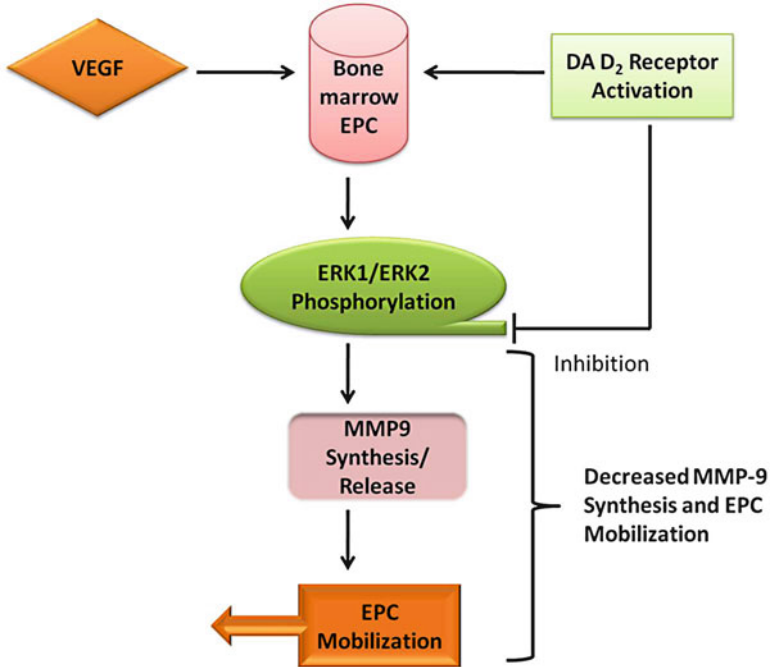 VEGF
Bone
marrow
EPC
DA D₂ Receptor
Activation
ERK1/ERK2
Phosphorylation
Inhibition
MMP9
Synthesis/
Release
Decreased MMP-9
Synthesis and EPC
Mobilization
EPC
Mobilization